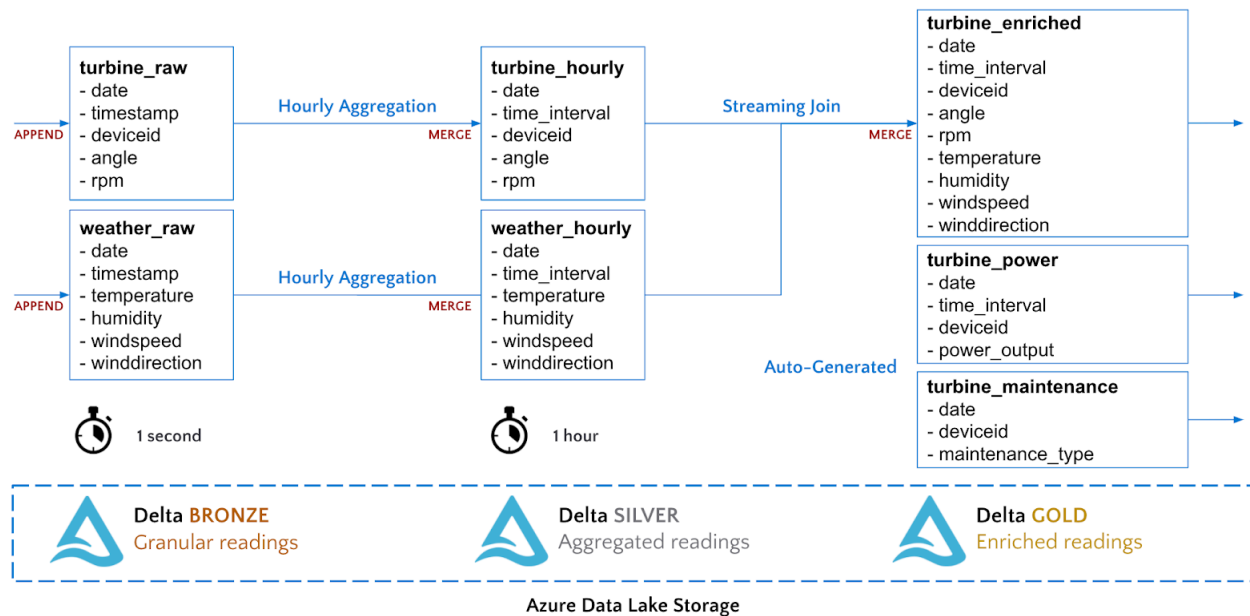 turbine_raw
- date
- timestamp
- deviceid
- angle
- rpm
APPEND
Hourly Aggregation
MERGE
turbine_hourly
- date
- time_interval
- deviceid
- angle
- rpm
Streaming Join
MERGE
turbine_enriched
- date
- time_interval
- deviceid
- angle
- rpm
- temperature
- humidity
- windspeed
- winddirection
weather_raw
- date
- timestamp
- temperature
- humidity
- windspeed
- winddirection
APPEND
Hourly Aggregation
MERGE
weather_hourly
- date
- time_interval
- temperature
- humidity
- windspeed
- winddirection
Auto-Generated
turbine_power
- date
- time_interval
- deviceid
- power_output
turbine_maintenance
- date
- deviceid
- maintenance_type
1 second
1 hour
Delta BRONZE
Granular readings
Delta SILVER
Aggregated readings
Delta GOLD
Enriched readings
Azure Data Lake Storage